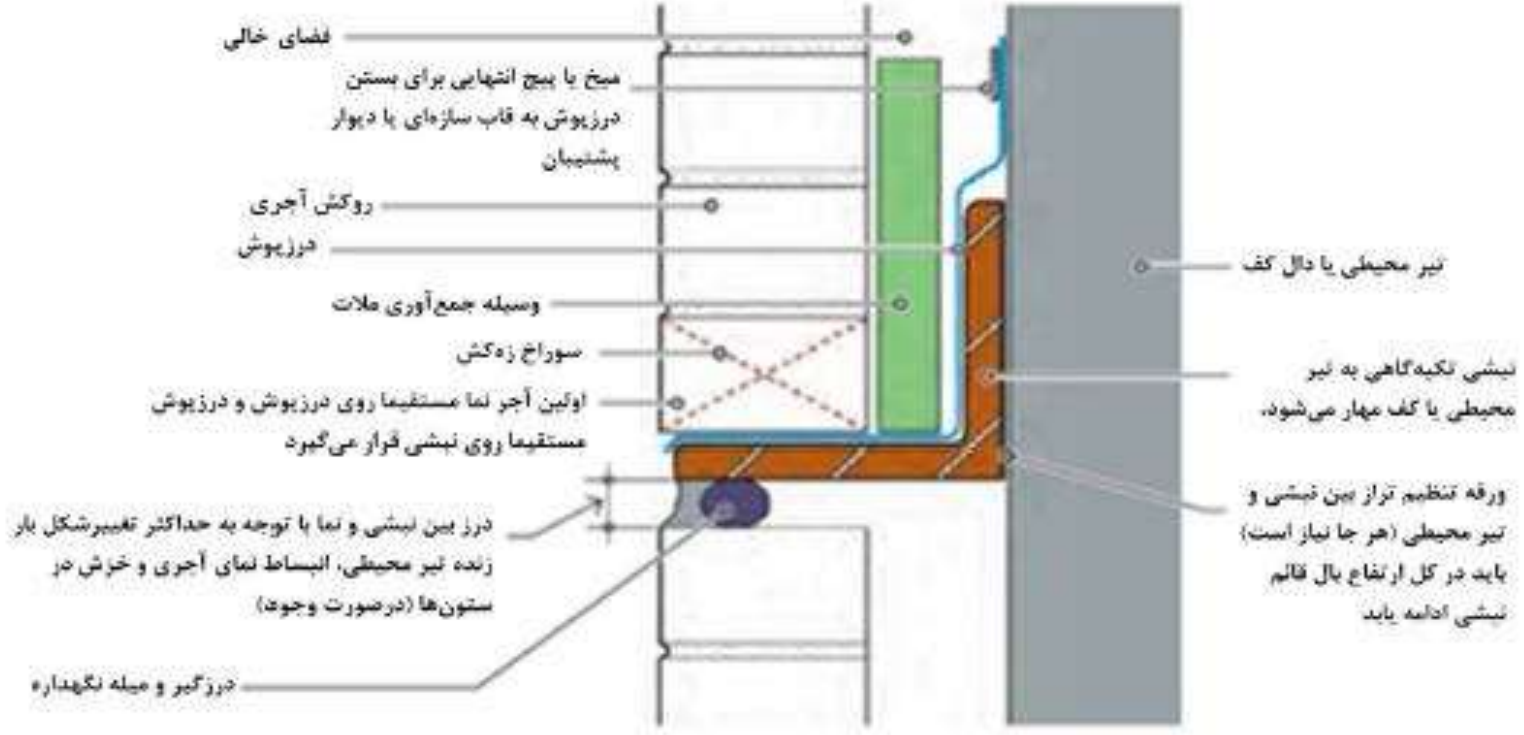 فضای خالی
میخ یا پیچ انتهایی برای بستن
درزپوش به قاب سازه‌ای یا دیوار
پشتیبان
روکش آجری
درزپوش
وسیله جمع‌آوری ملات
سوراخ زه‌کش
اولین آجر نما مستقیما روی درزپوش و درزپوش
مستقیما روی نبشی قرار می‌گیرد
درز بین نبشی و نما با توجه به حداکثر تغییرشکل بار
زنده تیر محیطی، انبساط نمای آجری و خزش در
ستون‌ها (درصورت وجود)
درزگیر و میله نگهداره
تیر محیطی یا دال کف
نبشی تکیه‌گاهی به تیر
محیطی یا کف مهار می‌شود.
ورقه تنظیم تراز بین نبشی و
تیر محیطی (هر جا نیاز است)
باید در کل ارتفاع بال قائم
نبشی ادامه یابد